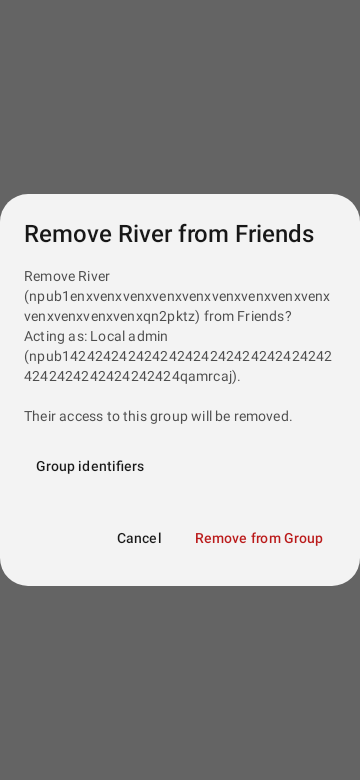 Remove River from Friends
Remove River
(npub1enxvenxvenxvenxvenxvenxvenxvenxvenx
venxvenxvenxvenxvenxqn2pktz) from Friends?
Acting as: Local admin
(npub142424242424242424242424242424242
4242424242424242424qamrcaj).
Their access to this group will be removed.
Group identifiers
Cancel
Remove from Group